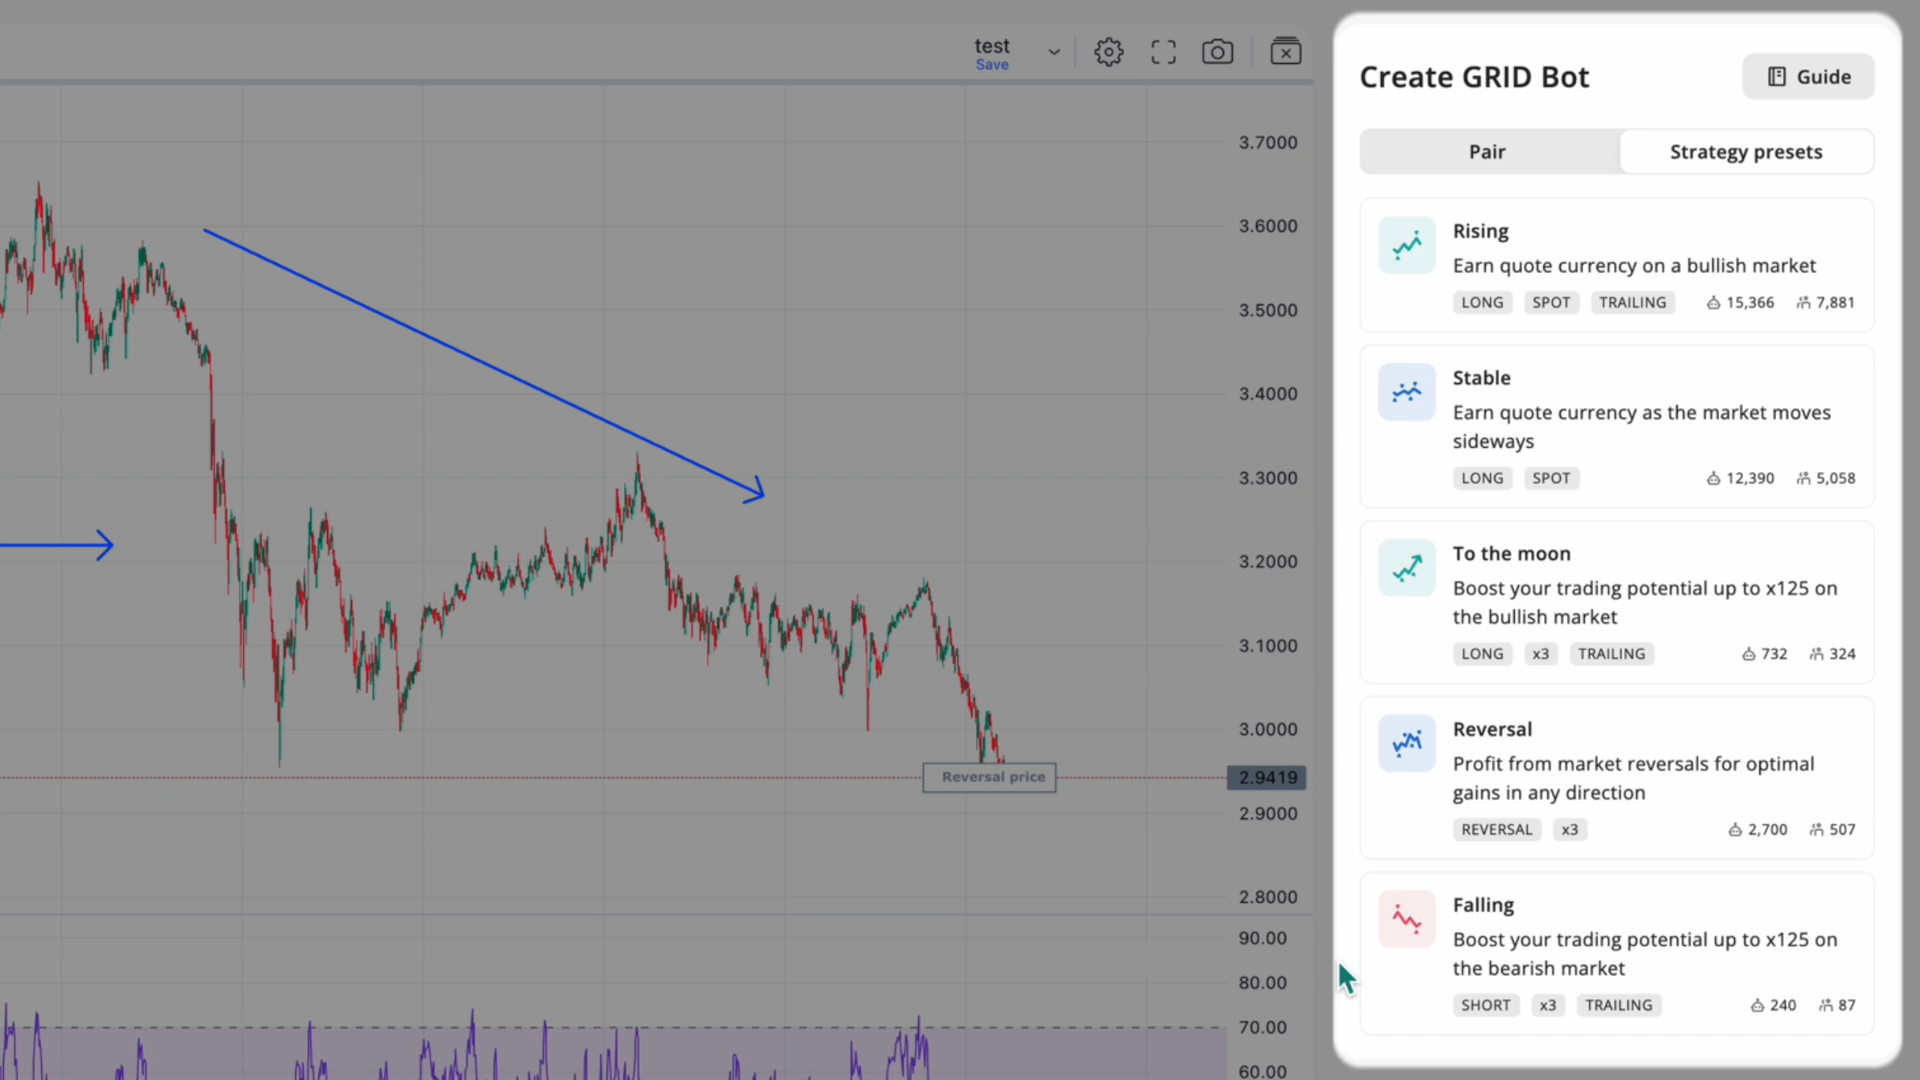 test
Save
3.7000
3.6000
3.5000
3.4000
3.3000
3.2000
3.1000
3.0000
Reversal price
2.9419
2.9000
2.8000
90.00
80.00
70.00
60.00
Create GRID Bot
Guide
Pair
Strategy presets
Rising
Earn quote currency on a bullish market
LONG SPOT TRAILING 15,366 7,881
Stable
Earn quote currency as the market moves
sideways
LONG SPOT 12,390 5,058
To the moon
Boost your trading potential up to x125 on
the bullish market
LONG x3 TRAILING 732 324
Reversal
Profit from market reversals for optimal
gains in any direction
REVERSAL x3 2,700 507
Falling
Boost your trading potential up to x125 on
the bearish market
SHORT x3 TRAILING 240 87